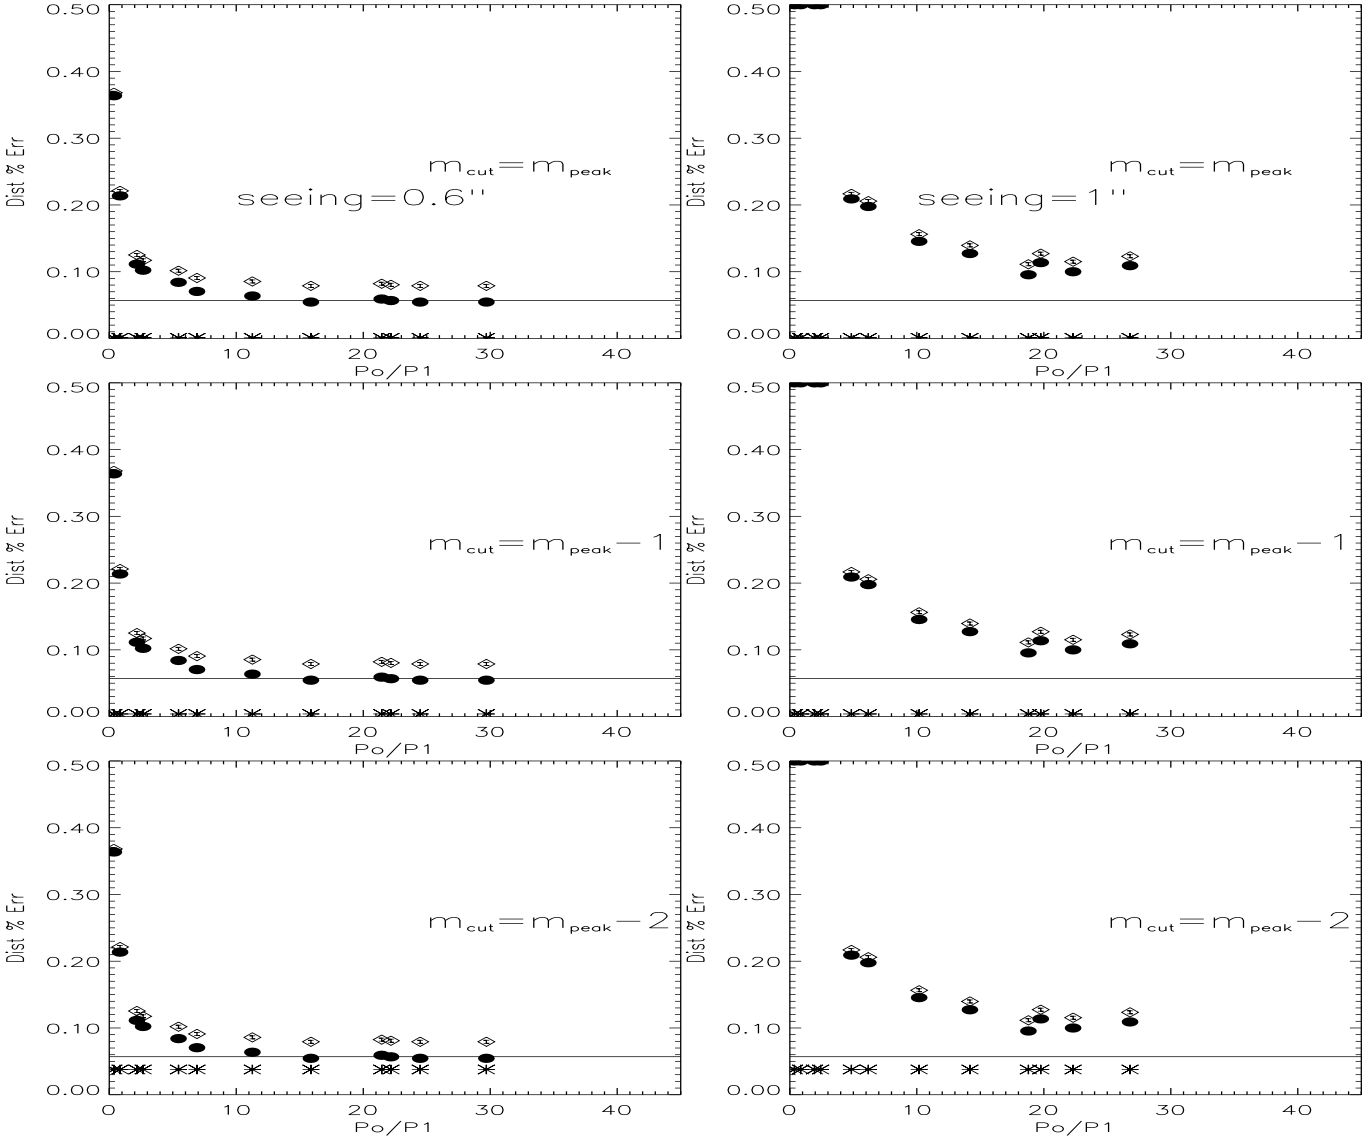 0.50 0.50
0.40 0.40
0.30 0.30
m_cut=m_peak m_cut=m_peak
seeing=0.6" seeing=1"
0.20 0.20
0.10 0.10
0.00 0.00
0 10 20 30 40 0 10 20 30 40
Dist % Err Dist % Err
Po/P1 Po/P1
0.50 0.50
0.40 0.40
0.30 0.30
m_cut=m_peak-1 m_cut=m_peak-1
0.20 0.20
0.10 0.10
0.00 0.00
0 10 20 30 40 0 10 20 30 40
Dist % Err Dist % Err
Po/P1 Po/P1
0.50 0.50
0.40 0.40
0.30 0.30
m_cut=m_peak-2 m_cut=m_peak-2
0.20 0.20
0.10 0.10
0.00 0.00
0 10 20 30 40 0 10 20 30 40
Dist % Err Dist % Err
Po/P1 Po/P1